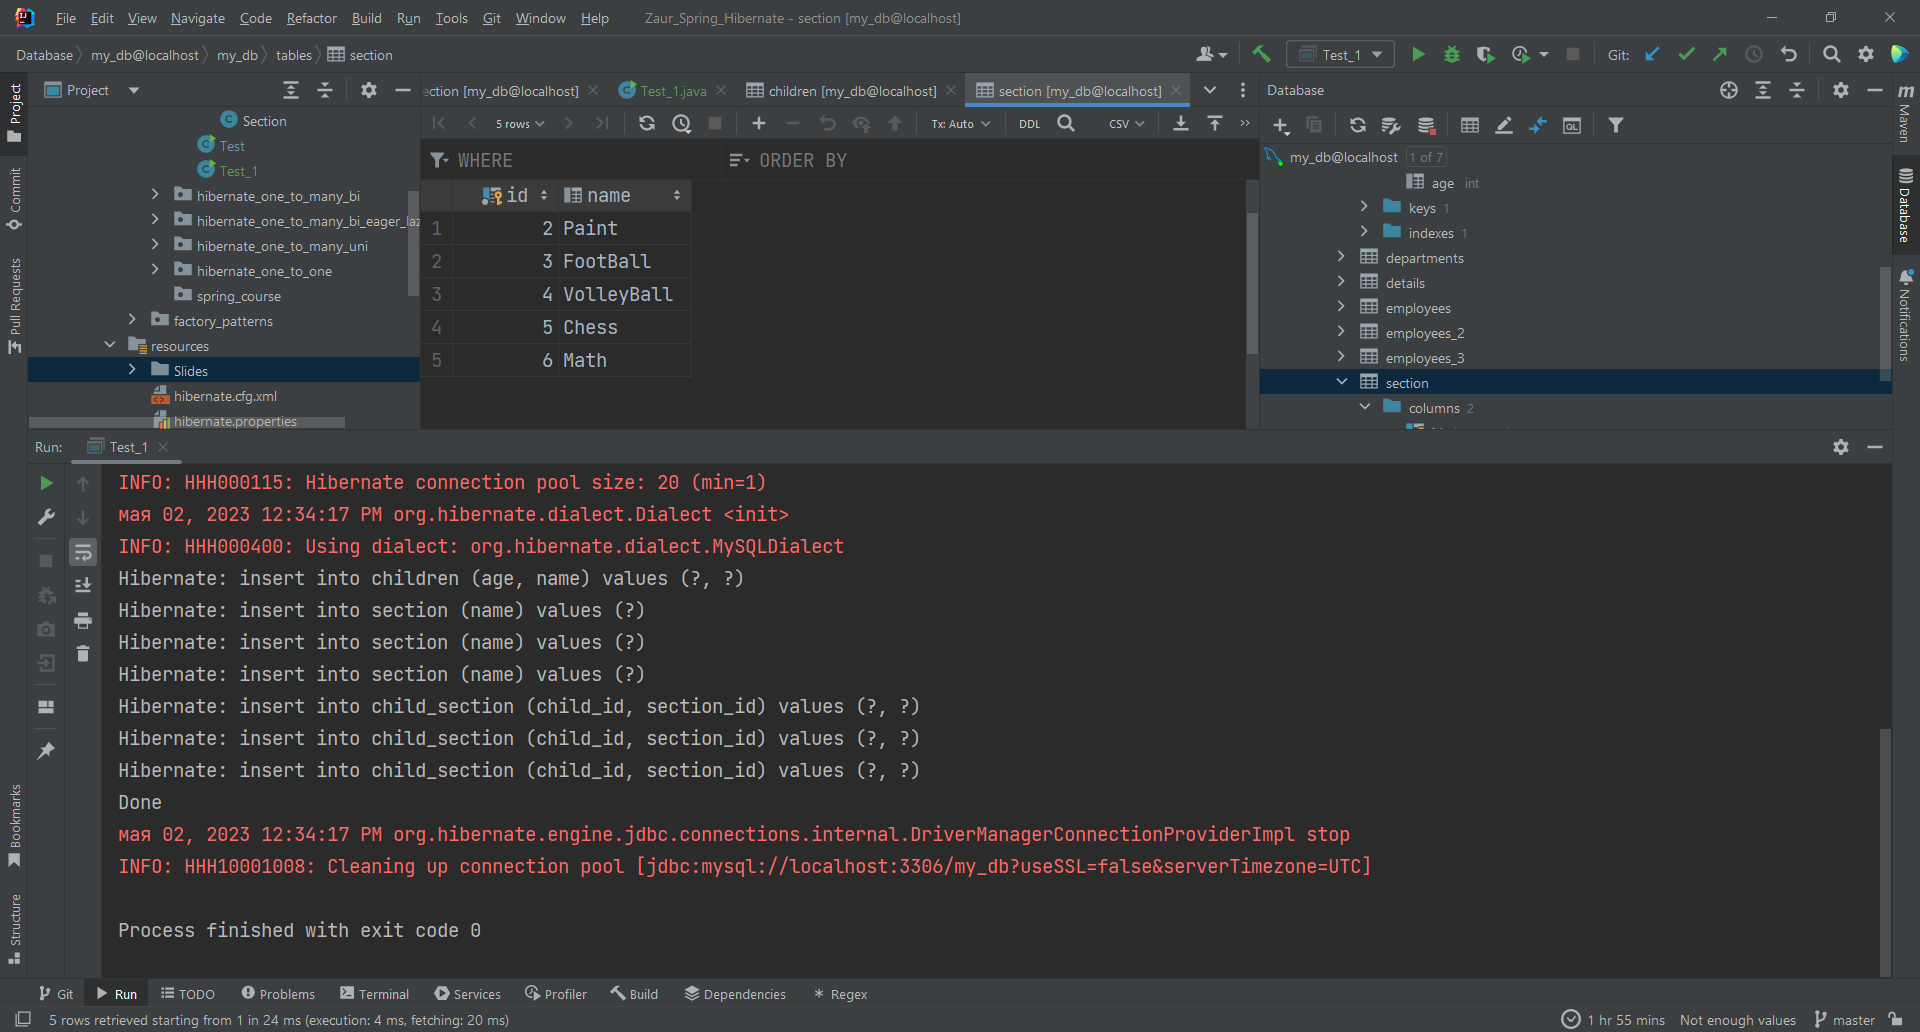 File Edit View Navigate Code Refactor Build Run Tools Git Window Help Zaur_Spring_Hibernate - section [my_db@localhost]
Database my_db@localhost my_db tables section Test_1 Git:
Project
Section
Test
Test_1
hibernate_one_to_many_bi
hibernate_one_to_many_bi_eager_laz
hibernate_one_to_many_uni
hibernate_one_to_one
spring_course
factory_patterns
resources
Slides
hibernate.cfg.xml
hibernate.properties
ection [my_db@localhost] Test_1.java children [my_db@localhost] section [my_db@localhost]
5 rows Tx: Auto DDL CSV
WHERE ORDER BY
id name
1 2 Paint
2 3 FootBall
3 4 VolleyBall
4 5 Chess
5 6 Math
Database
my_db@localhost 1 of 7
age int
keys 1
indexes 1
departments
details
employees
employees_2
employees_3
section
columns 2
Project
Commit
Pull Requests
Bookmarks
Structure
Maven
Database
Notifications
Run: Test_1
INFO: HHH000115: Hibernate connection pool size: 20 (min=1)
мая 02, 2023 12:34:17 PM org.hibernate.dialect.Dialect <init>
INFO: HHH000400: Using dialect: org.hibernate.dialect.MySQLDialect
Hibernate: insert into children (age, name) values (?, ?)
Hibernate: insert into section (name) values (?)
Hibernate: insert into section (name) values (?)
Hibernate: insert into section (name) values (?)
Hibernate: insert into child_section (child_id, section_id) values (?, ?)
Hibernate: insert into child_section (child_id, section_id) values (?, ?)
Hibernate: insert into child_section (child_id, section_id) values (?, ?)
Done
мая 02, 2023 12:34:17 PM org.hibernate.engine.jdbc.connections.internal.DriverManagerConnectionProviderImpl stop
INFO: HHH10001008: Cleaning up connection pool [jdbc:mysql://localhost:3306/my_db?useSSL=false&serverTimezone=UTC]
Process finished with exit code 0
Git Run TODO Problems Terminal Services Profiler Build Dependencies Regex
5 rows retrieved starting from 1 in 24 ms (execution: 4 ms, fetching: 20 ms) 1 hr 55 mins Not enough values master